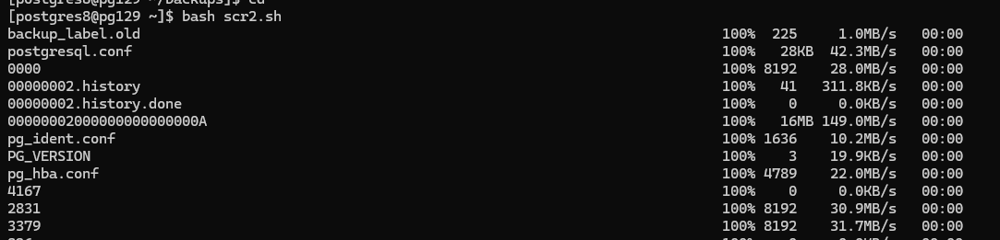 [postgres8@pg129 ~/backups]$ cd
[postgres8@pg129 ~]$ bash scr2.sh
backup_label.old 100% 225 1.0MB/s 00:00
postgresql.conf 100% 28KB 42.3MB/s 00:00
0000 100% 8192 28.0MB/s 00:00
00000002.history 100% 41 311.8KB/s 00:00
00000002.history.done 100% 0 0.0KB/s 00:00
00000002000000000000000A 100% 16MB 149.0MB/s 00:00
pg_ident.conf 100% 1636 10.2MB/s 00:00
PG_VERSION 100% 3 19.9KB/s 00:00
pg_hba.conf 100% 4789 22.0MB/s 00:00
4167 100% 0 0.0KB/s 00:00
2831 100% 8192 30.9MB/s 00:00
3379 100% 8192 31.7MB/s 00:00